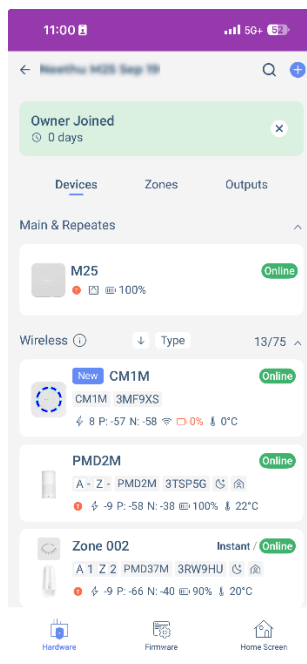 11:00 5G+ 52
Owner Joined
0 days
Devices Zones Outputs
Main & Repeates
M25 Online
100%
Wireless Type 13/75
New CM1M Online
CM1M 3MF9XS
8 P: -57 N: -58 0% 0°C
PMD2M Online
A - Z - PMD2M 3TSP5G
-9 P: -58 N: -38 100% 22°C
Zone 002 Instant / Online
A 1 Z 2 PMD37M 3RW9HU
-9 P: -66 N: -40 90% 20°C
Hardware Firmware Home Screen